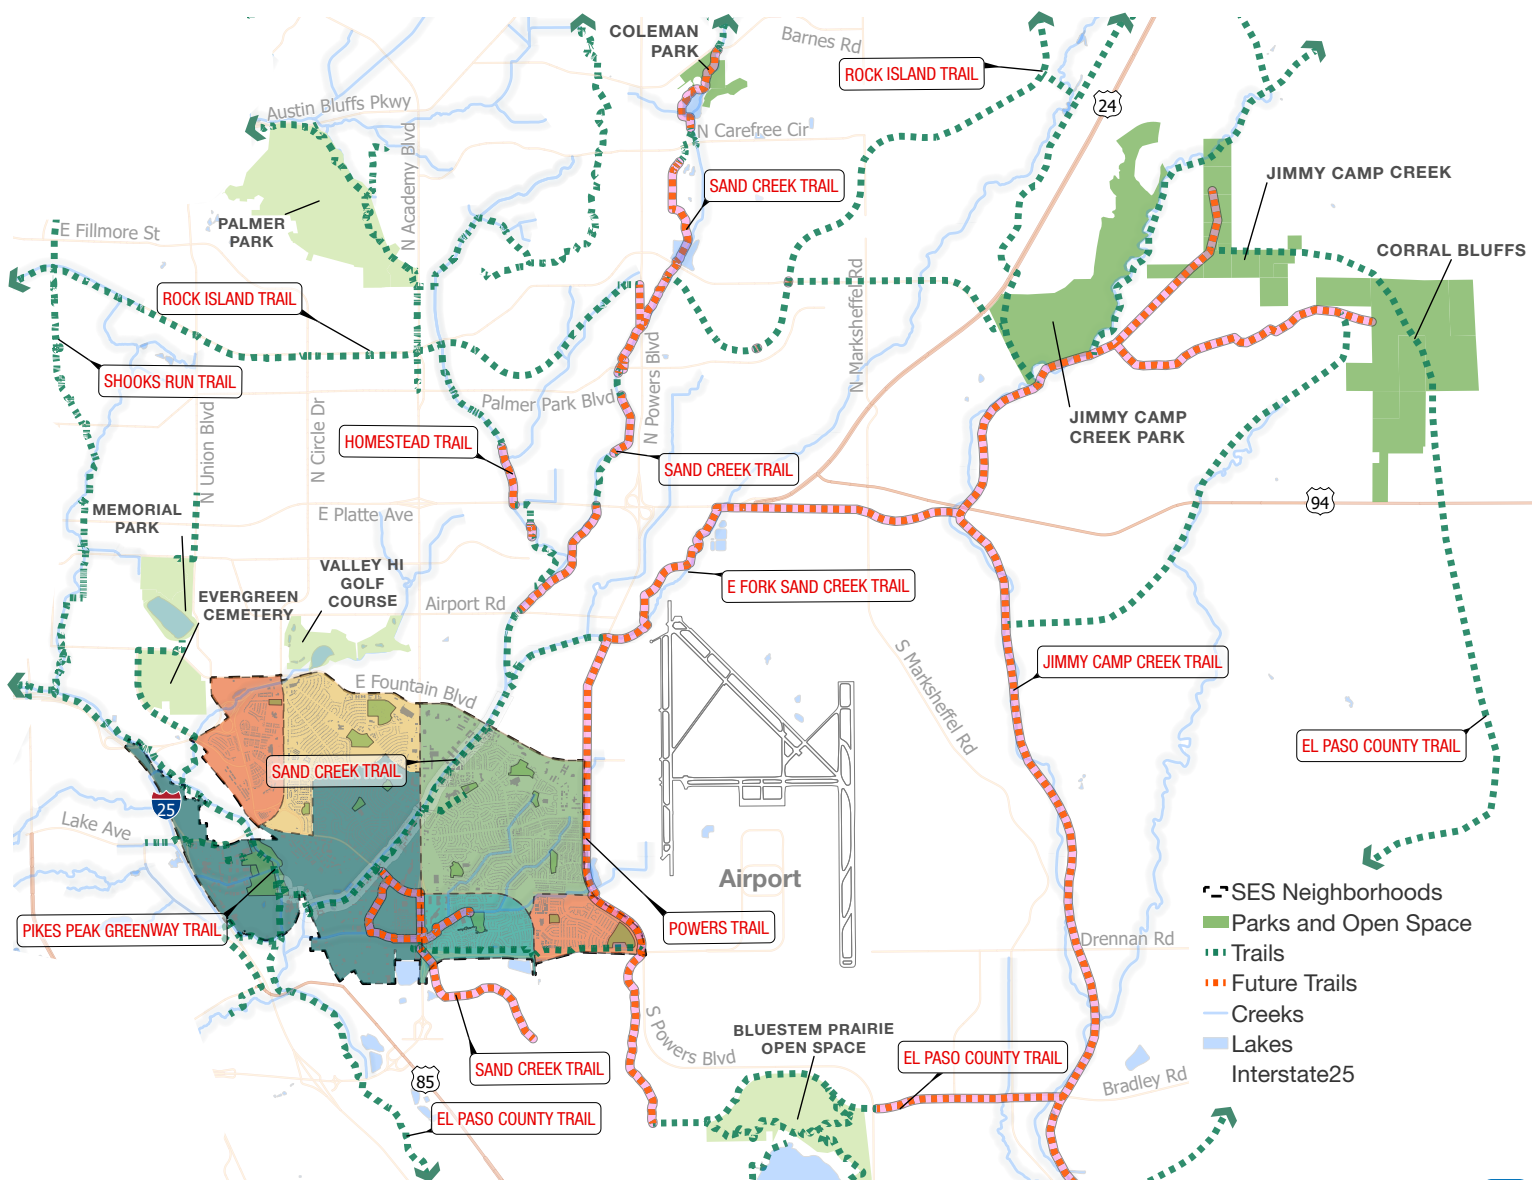 COLEMAN
PARK
Barnes Rd
ROCK ISLAND TRAIL
24
Austin Bluffs Pkwy
N Academy Blvd
N Carefree Cir
SAND CREEK TRAIL
JIMMY CAMP CREEK
PALMER
PARK
E Fillmore St
CORRAL BLUFFS
ROCK ISLAND TRAIL
N Marksheffel Rd
SHOOKS RUN TRAIL
N Powers Blvd
Palmer Park Blvd
N Union Blvd
N Circle Dr
HOMESTEAD TRAIL
JIMMY CAMP
CREEK PARK
SAND CREEK TRAIL
MEMORIAL
PARK
E Platte Ave
94
VALLEY HI
GOLF
COURSE
EVERGREEN
CEMETERY
Airport Rd
E FORK SAND CREEK TRAIL
S Marksheffel Rd
JIMMY CAMP CREEK TRAIL
E Fountain Blvd
EL PASO COUNTY TRAIL
SAND CREEK TRAIL
25
Lake Ave
Airport
SES Neighborhoods
Parks and Open Space
Trails
Future Trails
Creeks
Lakes
Interstate25
PIKES PEAK GREENWAY TRAIL
POWERS TRAIL
Drennan Rd
S Powers Blvd
BLUESTEM PRAIRIE
OPEN SPACE
EL PASO COUNTY TRAIL
SAND CREEK TRAIL
85
Bradley Rd
EL PASO COUNTY TRAIL